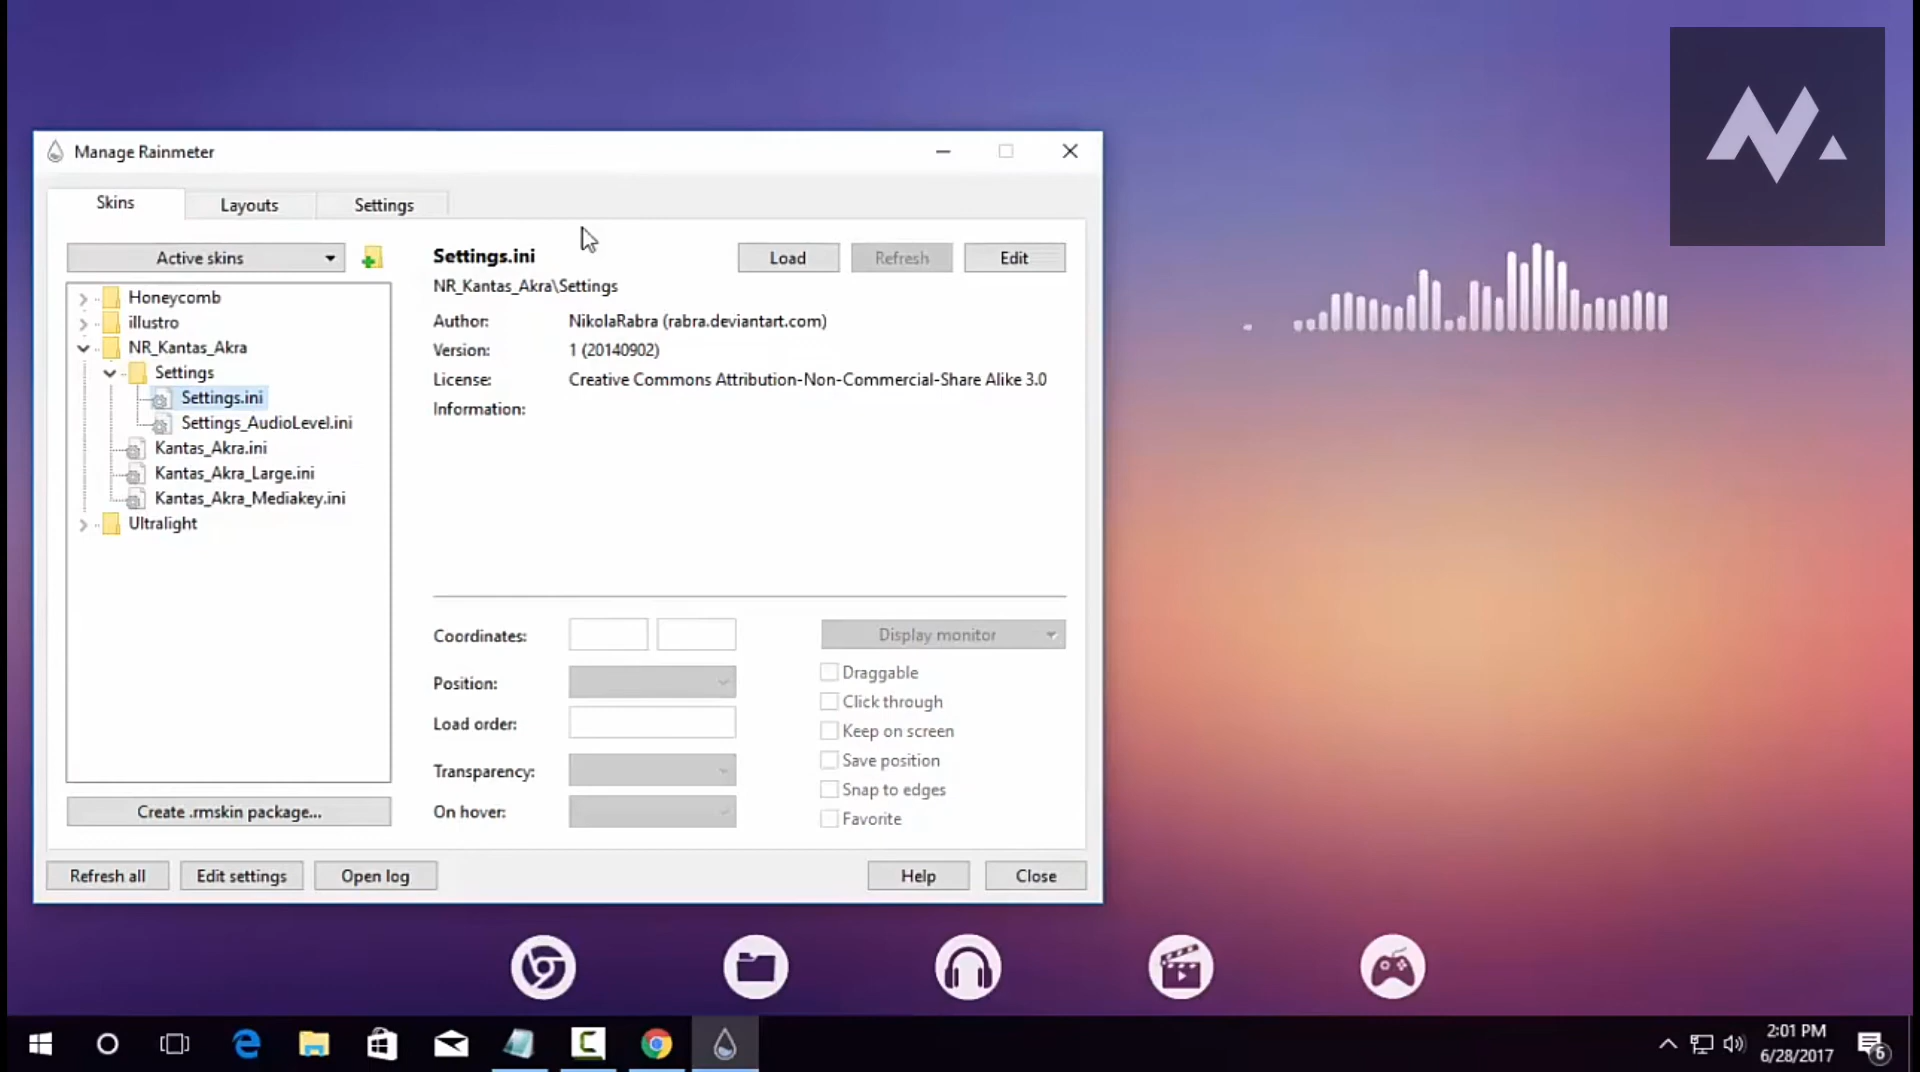 Manage Rainmeter
Skins
Layouts
Settings
Active skins
Honeycomb
illustro
NR_Kantas_Akra
Settings
Settings.ini
Settings_AudioLevel.ini
Kantas_Akra.ini
Kantas_Akra_Large.ini
Kantas_Akra_Mediakey.ini
Ultralight
Create .rmskin package...
Settings.ini
Load
Refresh
Edit
NR_Kantas_Akra\Settings
Author: NikolaRabra (rabra.deviantart.com)
Version: 1 (20140902)
License: Creative Commons Attribution-Non-Commercial-Share Alike 3.0
Information:
Coordinates:
Position:
Load order:
Transparency:
On hover:
Display monitor
Draggable
Click through
Keep on screen
Save position
Snap to edges
Favorite
Refresh all
Edit settings
Open log
Help
Close
2:01 PM
6/28/2017
6